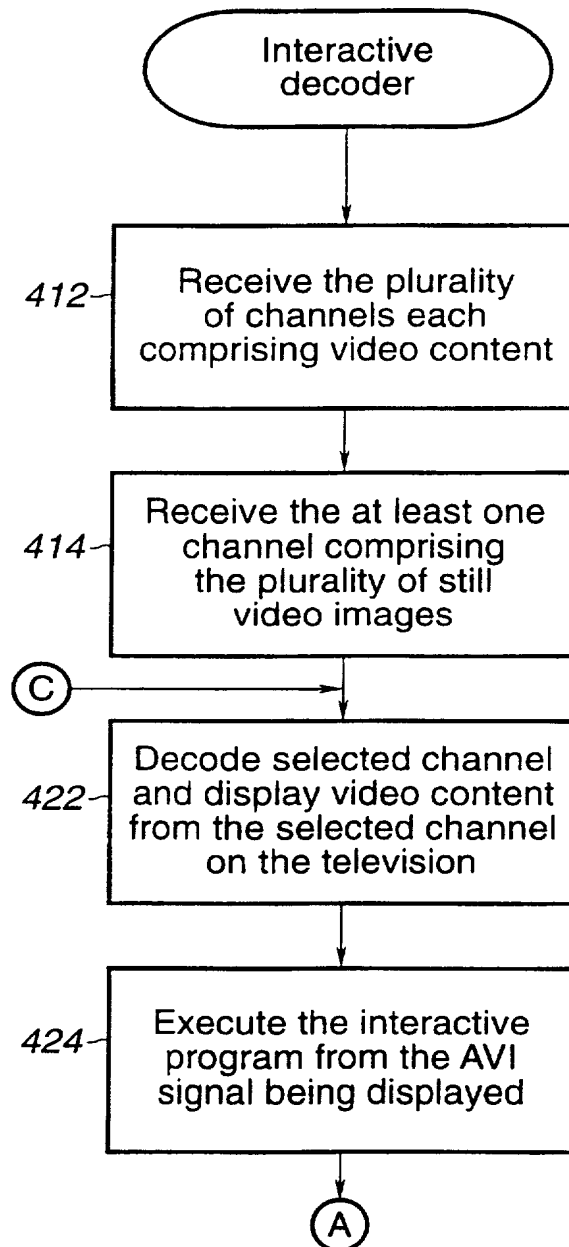 Interactive
decoder
412
Receive the plurality
of channels each
comprising video content
414
Receive the at least one
channel comprising
the plurality of still
video images
C
422
Decode selected channel
and display video content
from the selected channel
on the television
424
Execute the interactive
program from the AVI
signal being displayed
A